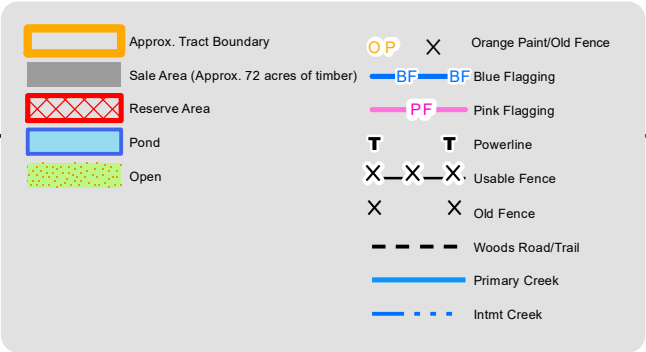 Approx. Tract Boundary
Sale Area (Approx. 72 acres of timber)
Reserve Area
Pond
Open
OP X Orange Paint/Old Fence
BF BF Blue Flagging
PF Pink Flagging
T T Powerline
X X X Usable Fence
X X Old Fence
Woods Road/Trail
Primary Creek
Intmt Creek